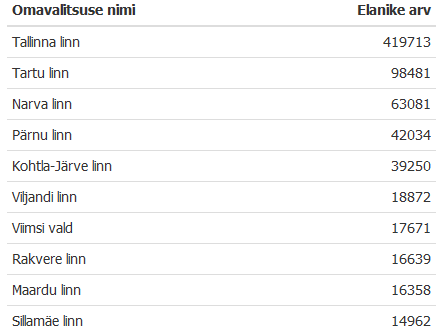 Omavalitsuse nimi Elanike arv
Tallinna linn 419713
Tartu linn 98481
Narva linn 63081
Pärnu linn 42034
Kohtla-Järve linn 39250
Viljandi linn 18872
Viimsi vald 17671
Rakvere linn 16639
Maardu linn 16358
Sillamäe linn 14962